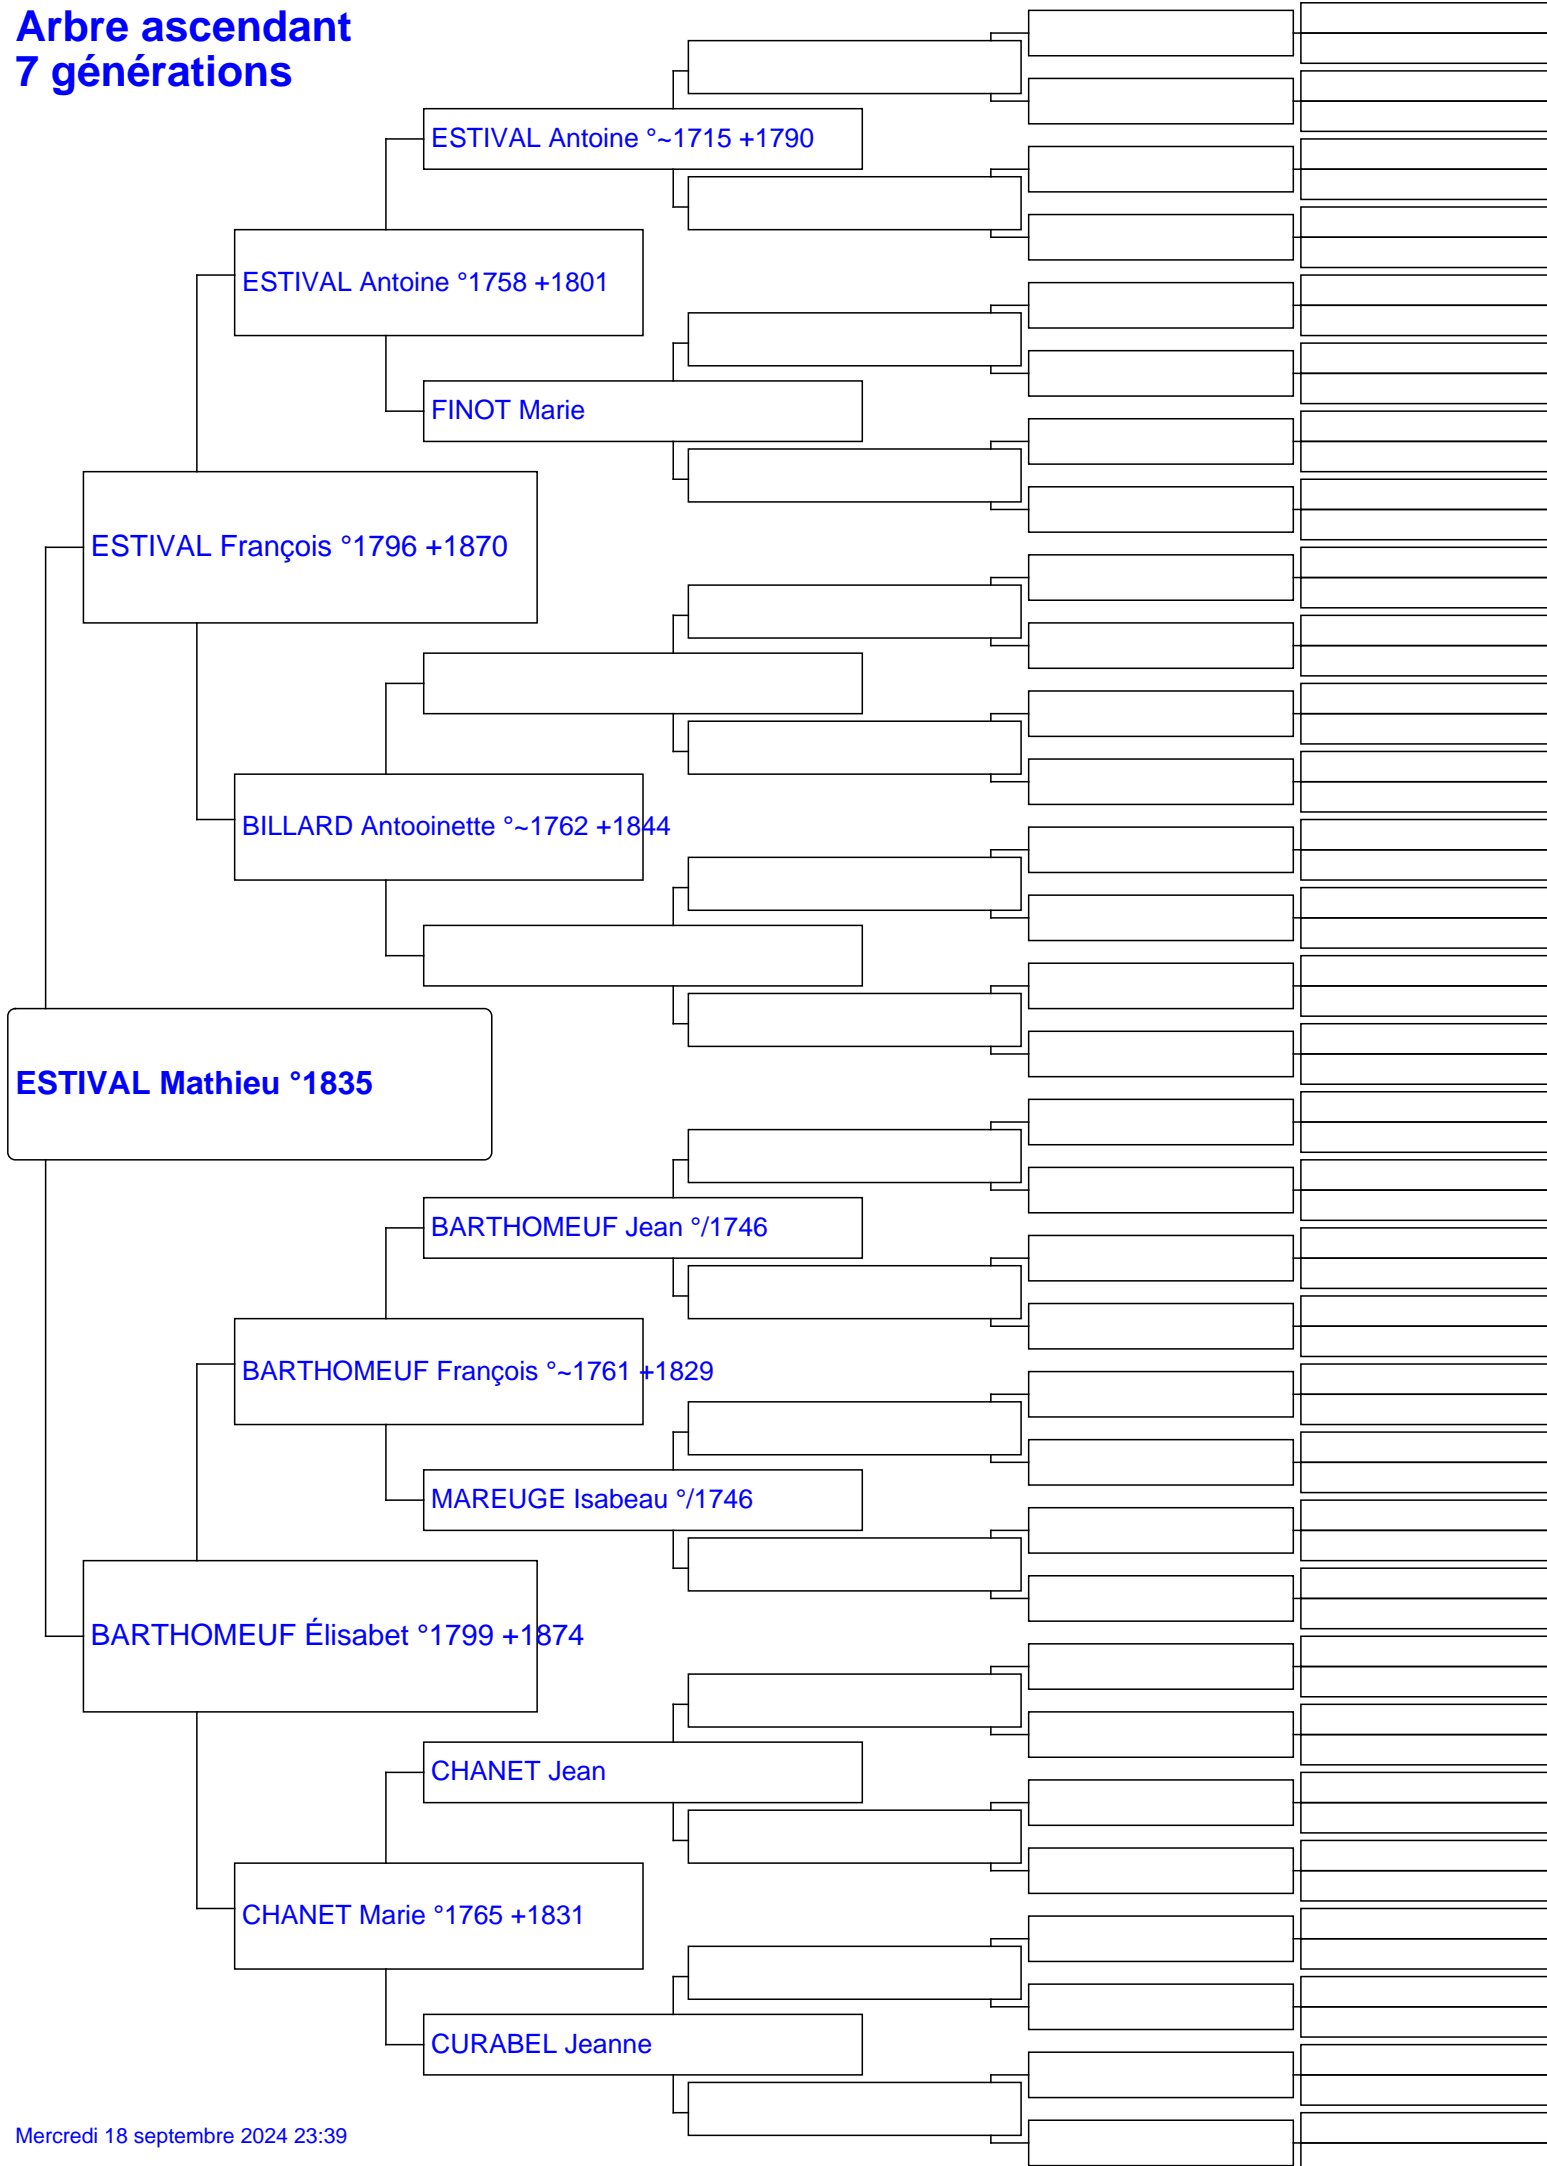 Arbre ascendant
7 générations
ESTIVAL Antoine °~1715 +1790
ESTIVAL Antoine °1758 +1801
FINOT Marie
ESTIVAL François °1796 +1870
BILLARD Antooinette °~1762 +1844
ESTIVAL Mathieu °1835
BARTHOMEUF Jean °/1746
BARTHOMEUF François °~1761 +1829
MAREUGE Isabeau °/1746
BARTHOMEUF Élisabet °1799 +1874
CHANET Jean
CHANET Marie °1765 +1831
CURABEL Jeanne
Mercredi 18 septembre 2024 23:39